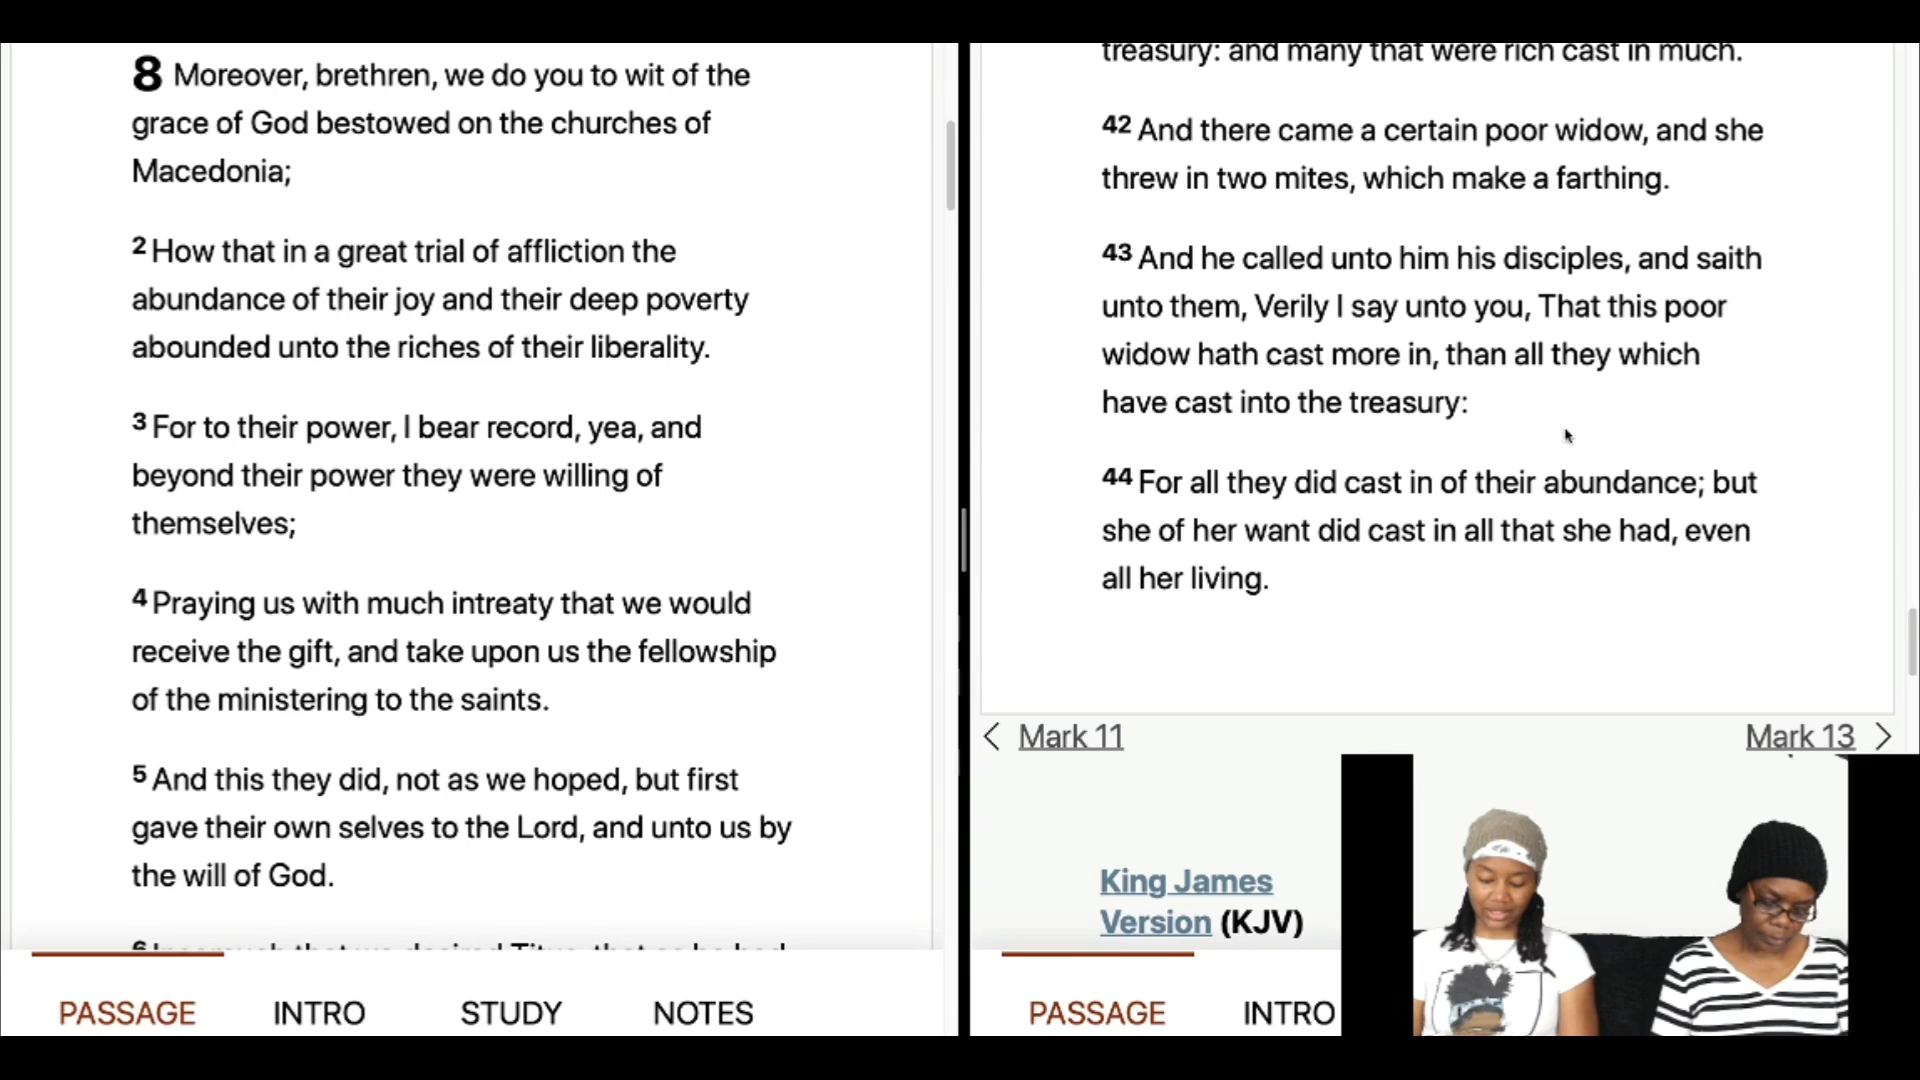 8 Moreover, brethren, we do you to wit of the
grace of God bestowed on the churches of
Macedonia;
2 How that in a great trial of affliction the
abundance of their joy and their deep poverty
abounded unto the riches of their liberality.
3 For to their power, I bear record, yea, and
beyond their power they were willing of
themselves;
4 Praying us with much intreaty that we would
receive the gift, and take upon us the fellowship
of the ministering to the saints.
5 And this they did, not as we hoped, but first
gave their own selves to the Lord, and unto us by
the will of God.
6 Insomuch that we desired Titus, that as he had
PASSAGE INTRO STUDY NOTES
treasury: and many that were rich cast in much.
42 And there came a certain poor widow, and she
threw in two mites, which make a farthing.
43 And he called unto him his disciples, and saith
unto them, Verily I say unto you, That this poor
widow hath cast more in, than all they which
have cast into the treasury:
44 For all they did cast in of their abundance; but
she of her want did cast in all that she had, even
all her living.
Mark 11 Mark 13
King James
Version (KJV)
PASSAGE INTRO